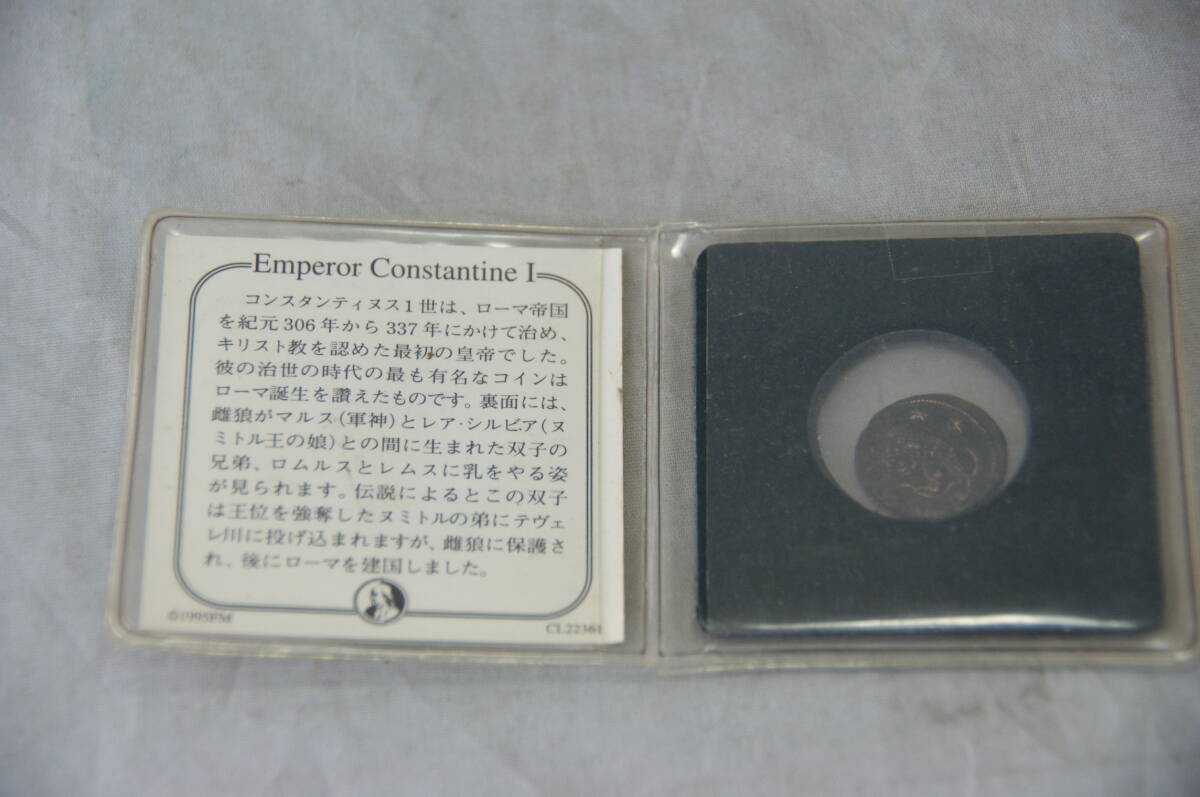 Emperor Constantine I
コンスタンティヌス1世は、ローマ帝国
を紀元306年から337年にかけて治め、
キリスト教を認めた最初の皇帝でした。
彼の治世の時代の最も有名なコインは
ローマ誕生を讃えたものです。裏面には、
雌狼がマルス(軍神)とレア・シルビア(ヌ
ミトル王の娘)との間に生まれた双子の
兄弟、ロムルスとレムスに乳をやる姿
が見られます。伝説によるとこの双子
は王位を強奪したヌミトルの弟にテヴェ
レ川に投げ込まれますが、雌狼に保護さ
れ、後にローマを建国しました。
©1995FM
CL22361